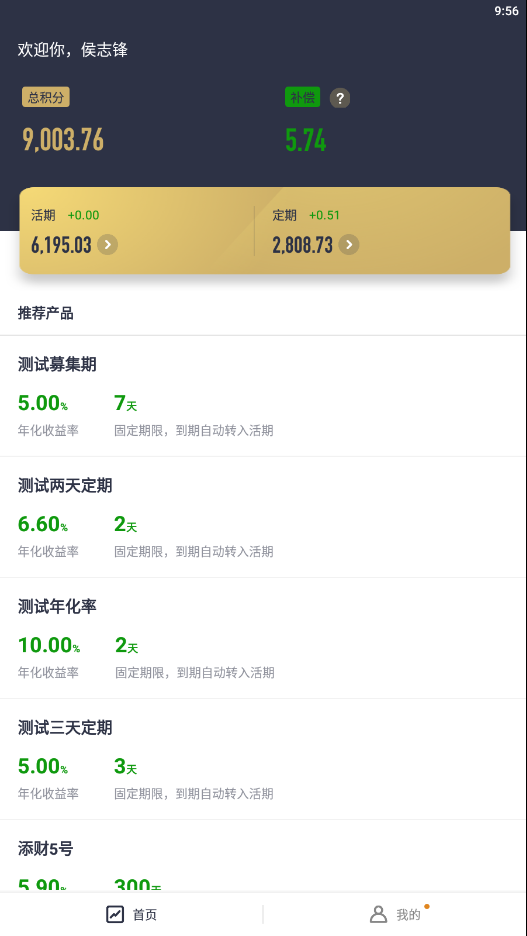 9:56
欢迎你，侯志锋
总积分 补偿 ?
9,003.76 5.74
活期 +0.00 定期 +0.51
6,195.03 2,808.73
推荐产品
测试募集期
5.00% 7天
年化收益率 固定期限，到期自动转入活期
测试两天定期
6.60% 2天
年化收益率 固定期限，到期自动转入活期
测试年化率
10.00% 2天
年化收益率 固定期限，到期自动转入活期
测试三天定期
5.00% 3天
年化收益率 固定期限，到期自动转入活期
添财5号
5.90% 300天
首页 我的